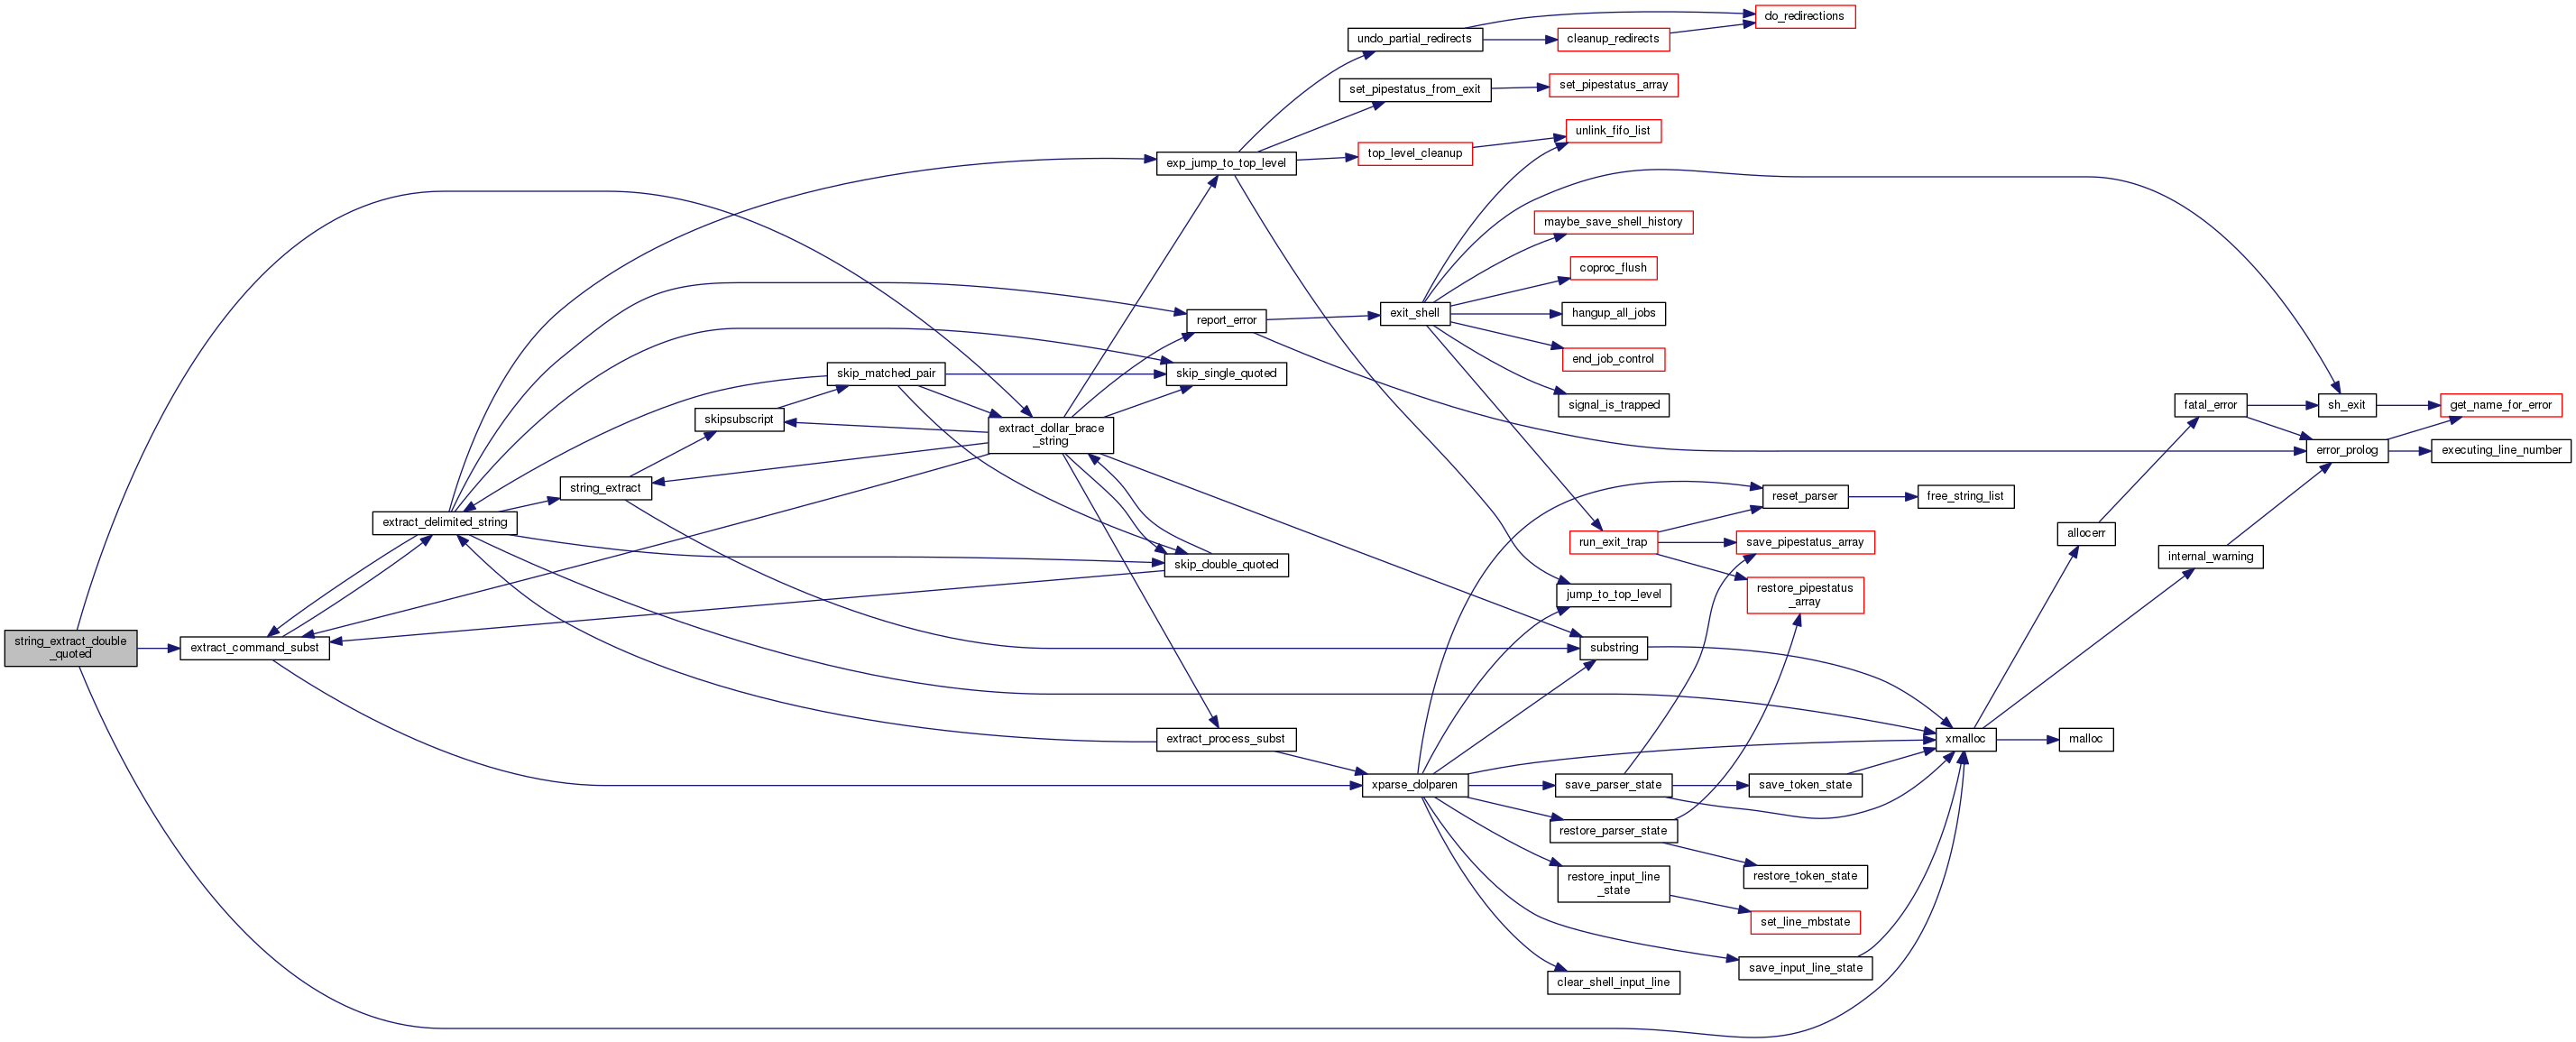 do_redirections
undo_partial_redirects
cleanup_redirects
set_pipestatus_from_exit
set_pipestatus_array
unlink_fifo_list
exp_jump_to_top_level
top_level_cleanup
maybe_save_shell_history
coproc_flush
report_error
exit_shell
hangup_all_jobs
end_job_control
skip_matched_pair
skip_single_quoted
signal_is_trapped
fatal_error
sh_exit
get_name_for_error
skipsubscript
extract_dollar_brace
_string
error_prolog
executing_line_number
string_extract
reset_parser
free_string_list
extract_delimited_string
allocerr
run_exit_trap
save_pipestatus_array
internal_warning
skip_double_quoted
jump_to_top_level
restore_pipestatus
_array
string_extract_double
_quoted
extract_command_subst
substring
extract_process_subst
xmalloc
malloc
xparse_dolparen
save_parser_state
save_token_state
restore_parser_state
restore_token_state
restore_input_line
_state
set_line_mbstate
save_input_line_state
clear_shell_input_line